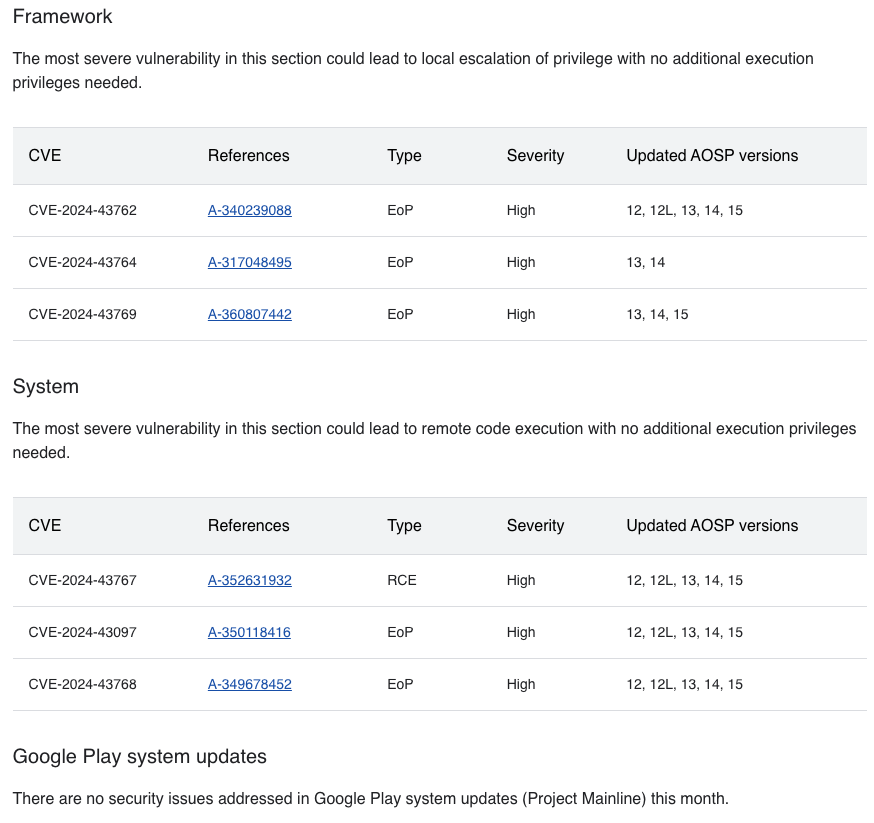 Framework
The most severe vulnerability in this section could lead to local escalation of privilege with no additional execution
privileges needed.
CVE References Type Severity Updated AOSP versions
CVE-2024-43762 A-340239088 EoP High 12, 12L, 13, 14, 15
CVE-2024-43764 A-317048495 EoP High 13, 14
CVE-2024-43769 A-360807442 EoP High 13, 14, 15
System
The most severe vulnerability in this section could lead to remote code execution with no additional execution privileges
needed.
CVE References Type Severity Updated AOSP versions
CVE-2024-43767 A-352631932 RCE High 12, 12L, 13, 14, 15
CVE-2024-43097 A-350118416 EoP High 12, 12L, 13, 14, 15
CVE-2024-43768 A-349678452 EoP High 12, 12L, 13, 14, 15
Google Play system updates
There are no security issues addressed in Google Play system updates (Project Mainline) this month.